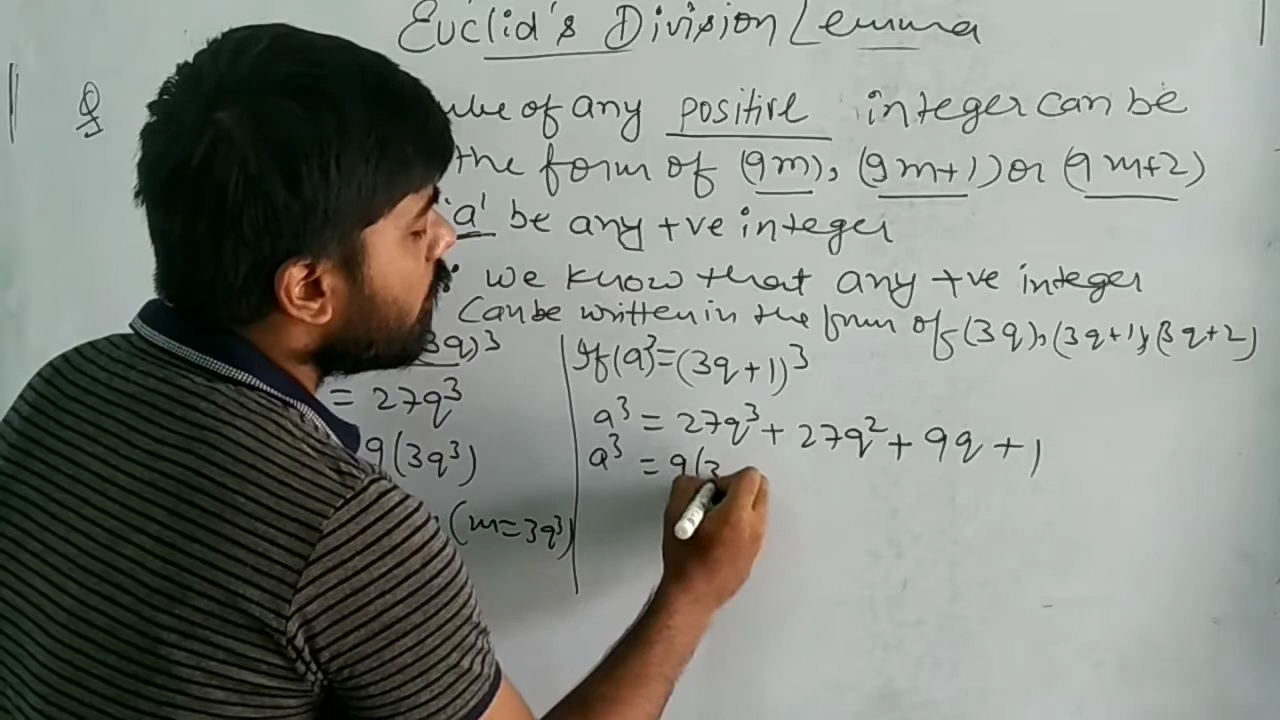 Euclid's Division Lemma
Q of any positive integer can be
the form of (9m), (9m+1) or (9m+2)
'a' be any +ve integer
we know that any +ve integer
Can be written in the form of (3q), (3q+1), (3q+2)
3q)³
= 27q³
9(3q³)
(m=3q³)
If (a)³=(3q+1)³
a³ = 27q³ + 27q² + 9q + 1
a³ = 9(3